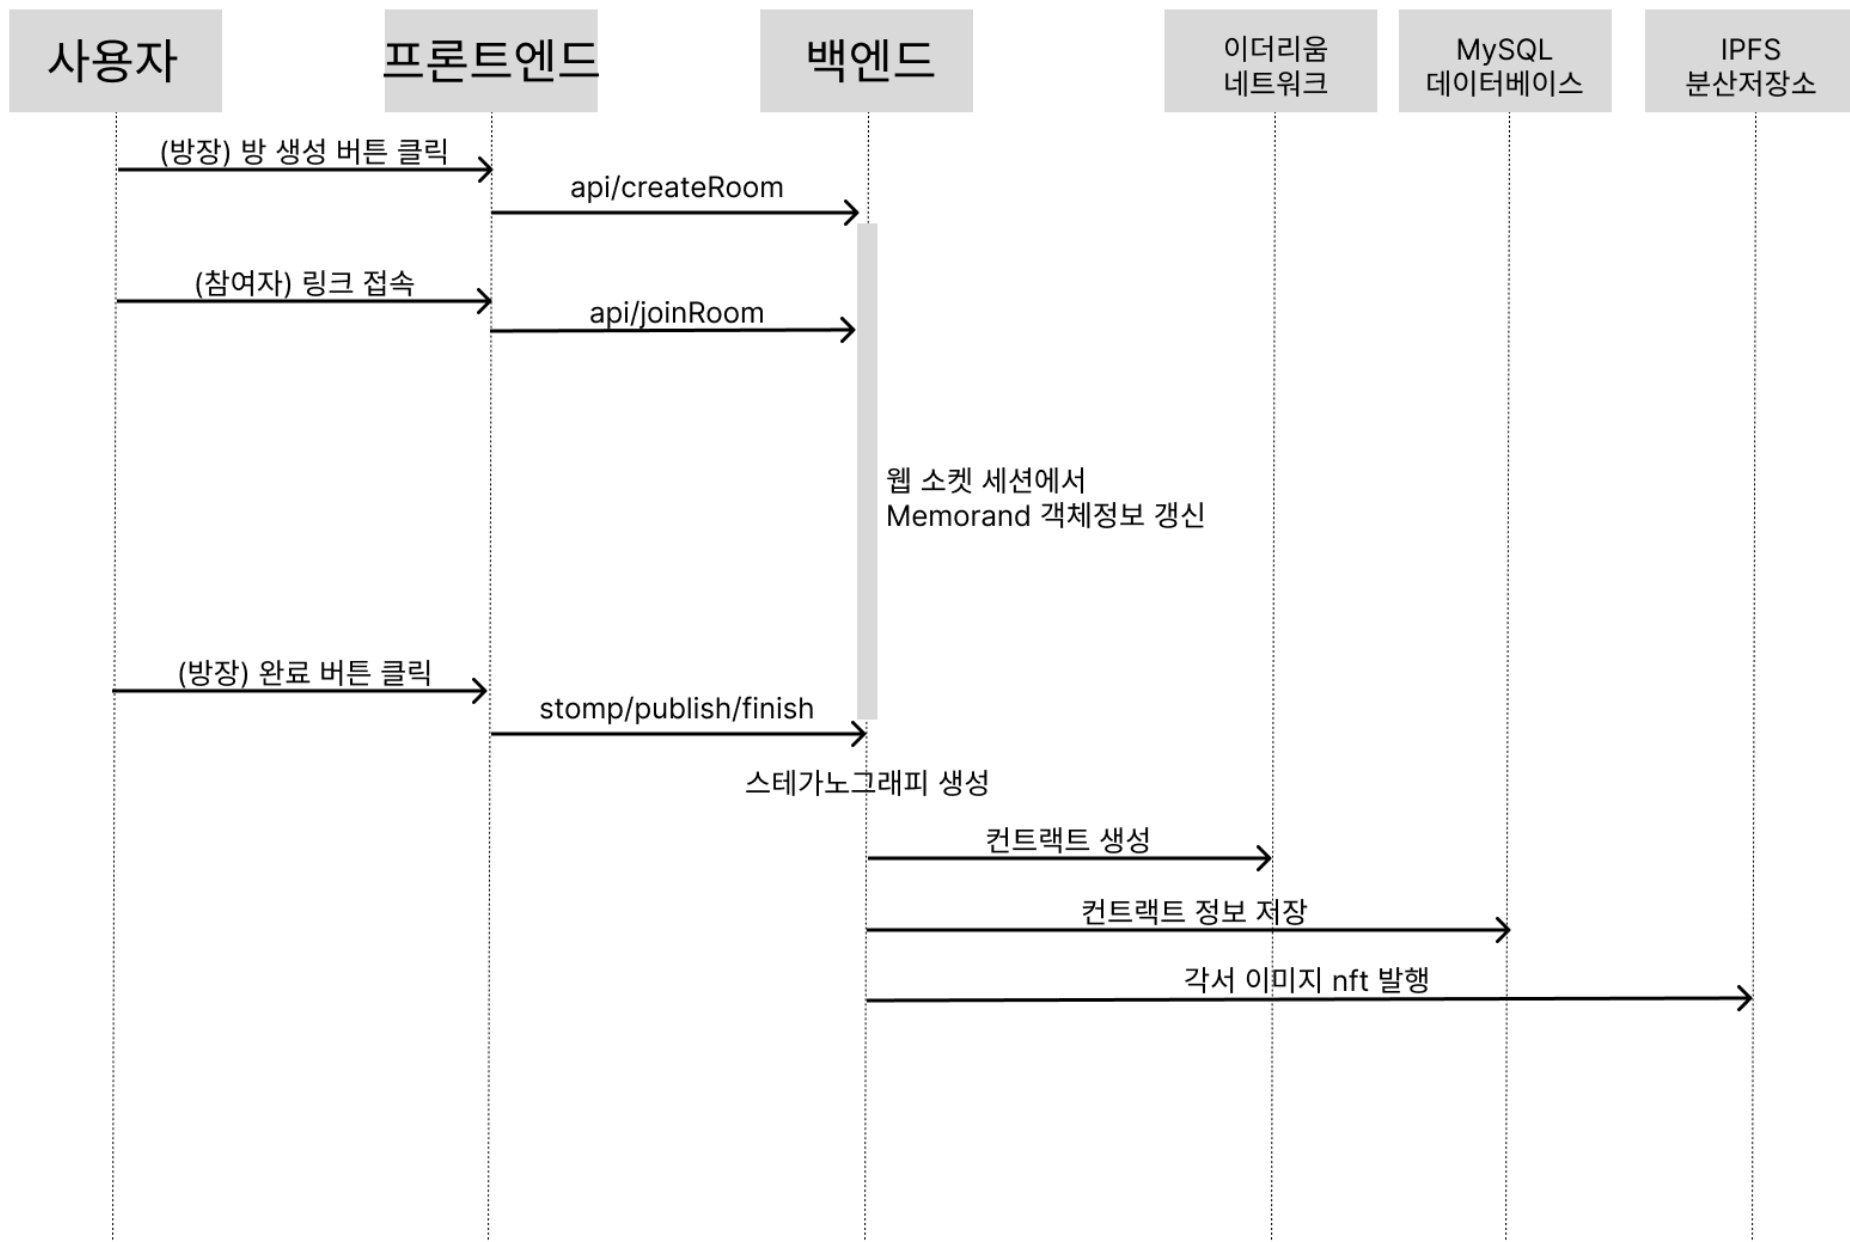 사용자
프론트엔드
백엔드
이더리움
네트워크
MySQL
데이터베이스
IPFS
분산저장소
(방장) 방 생성 버튼 클릭
api/createRoom
(참여자) 링크 접속
api/joinRoom
웹 소켓 세션에서
Memorand 객체정보 갱신
(방장) 완료 버튼 클릭
stomp/publish/finish
스테가노그래피 생성
컨트랙트 생성
컨트랙트 정보 저장
각서 이미지 nft 발행